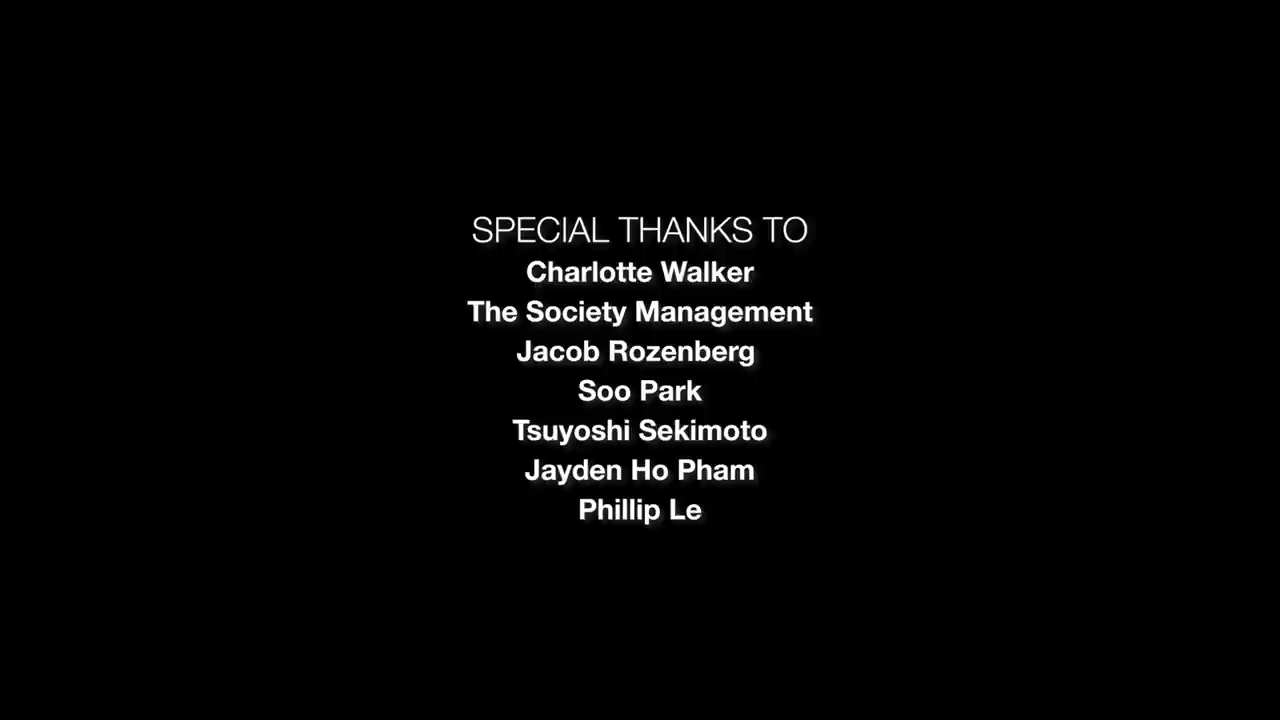 SPECIAL THANKS TO
Charlotte Walker
The Society Management
Jacob Rozenberg
Soo Park
Tsuyoshi Sekimoto
Jayden Ho Pham
Phillip Le